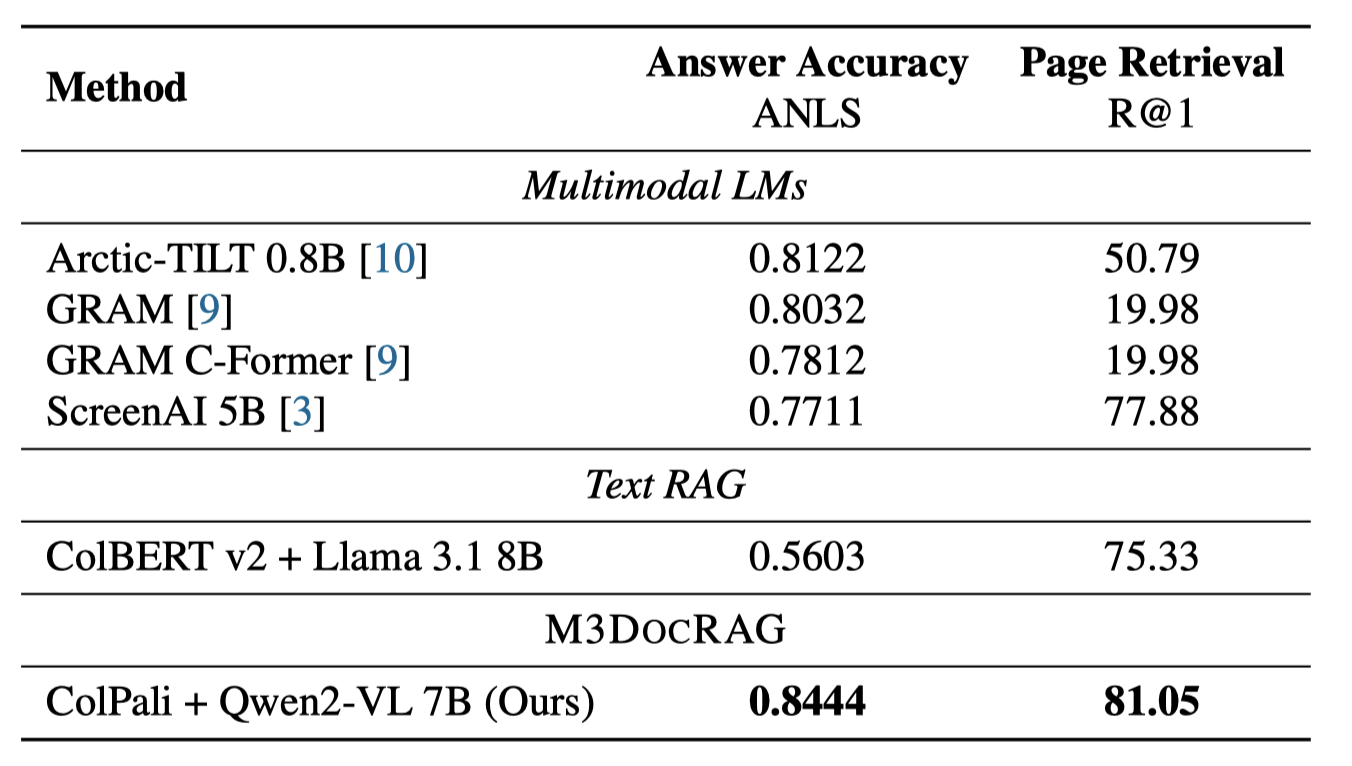 Method Answer Accuracy Page Retrieval
ANLS R@1
Multimodal LMs
Arctic-TILT 0.8B [10] 0.8122 50.79
GRAM [9] 0.8032 19.98
GRAM C-Former [9] 0.7812 19.98
ScreenAI 5B [3] 0.7711 77.88
Text RAG
ColBERT v2 + Llama 3.1 8B 0.5603 75.33
M3DOCRAG
ColPali + Qwen2-VL 7B (Ours) 0.8444 81.05